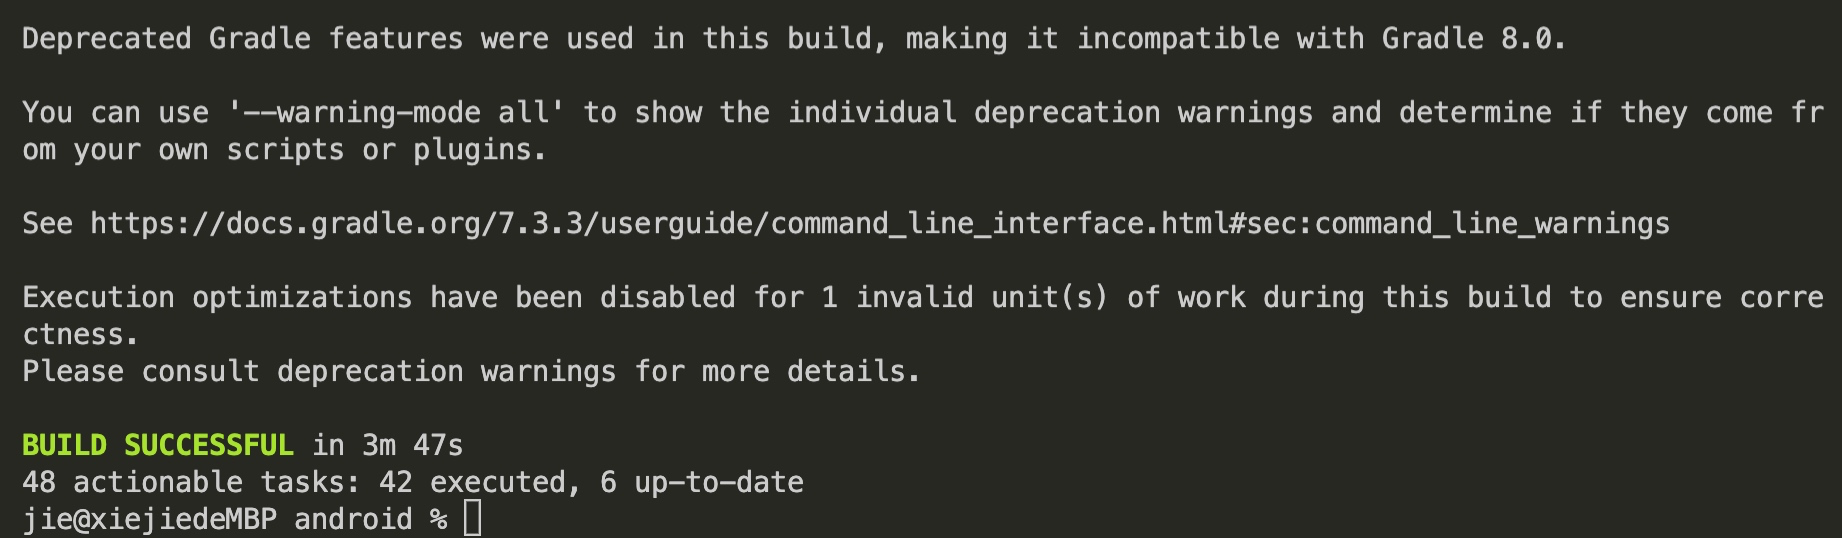 Deprecated Gradle features were used in this build, making it incompatible with Gradle 8.0.
You can use '--warning-mode all' to show the individual deprecation warnings and determine if they come fr
om your own scripts or plugins.
See https://docs.gradle.org/7.3.3/userguide/command_line_interface.html#sec:command_line_warnings
Execution optimizations have been disabled for 1 invalid unit(s) of work during this build to ensure corre
ctness.
Please consult deprecation warnings for more details.
BUILD SUCCESSFUL in 3m 47s
48 actionable tasks: 42 executed, 6 up-to-date
jie@xiejiedeMBP android %